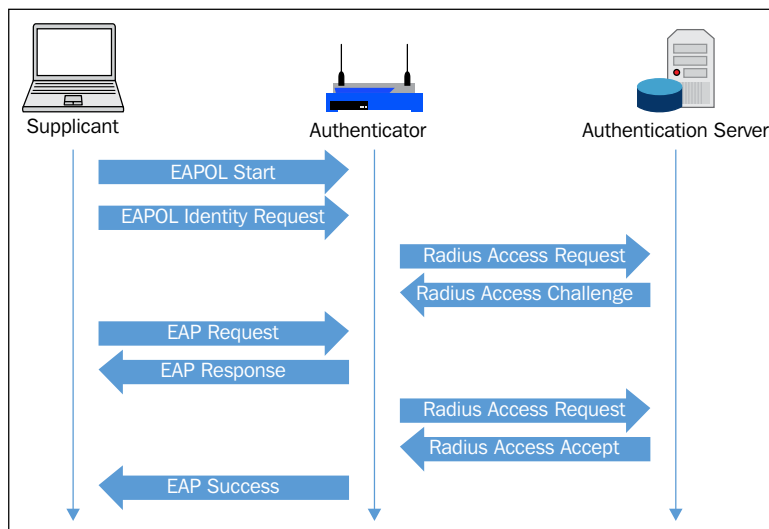 Supplicant
Authenticator
Authentication Server
EAPOL Start
EAPOL Identity Request
Radius Access Request
Radius Access Challenge
EAP Request
EAP Response
Radius Access Request
Radius Access Accept
EAP Success